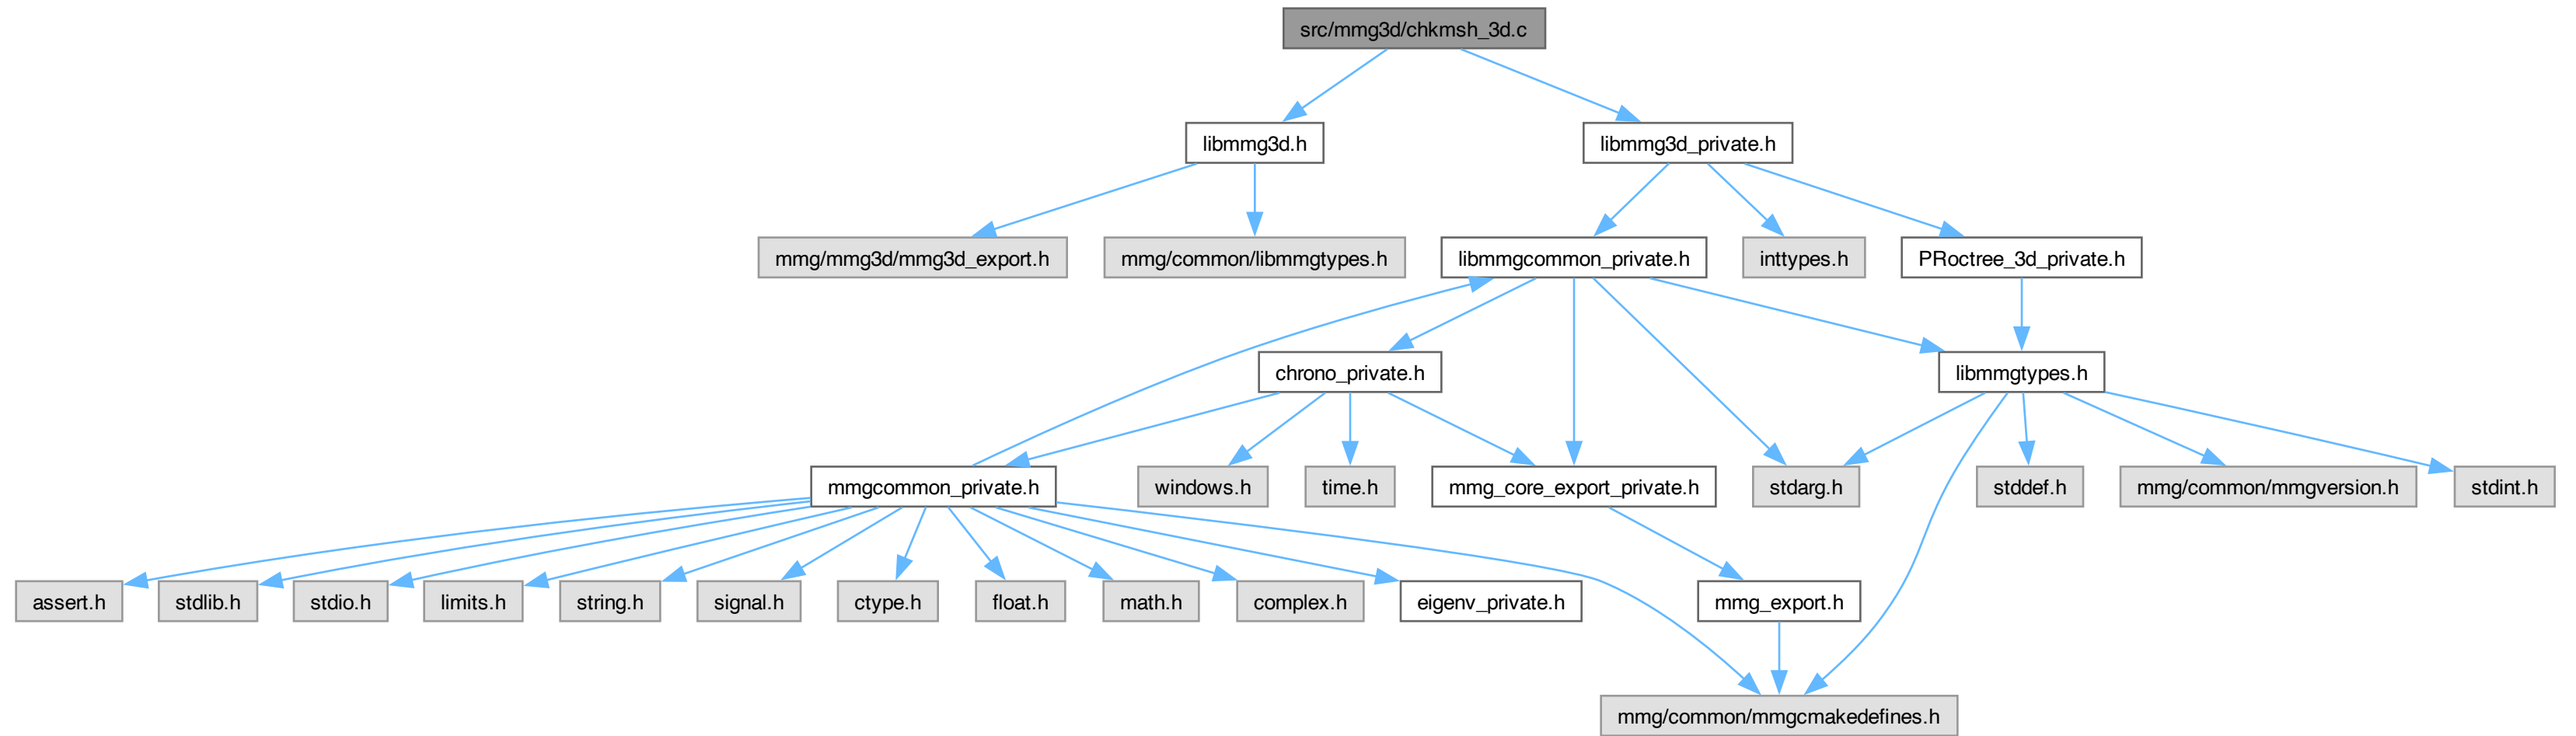 src/mmg3d/chkmsh_3d.c
libmmg3d.h
libmmg3d_private.h
mmg/mmg3d/mmg3d_export.h
mmg/common/libmmgtypes.h
libmmgcommon_private.h
inttypes.h
PRoctree_3d_private.h
chrono_private.h
libmmgtypes.h
mmgcommon_private.h
windows.h
time.h
mmg_core_export_private.h
stdarg.h
stddef.h
mmg/common/mmgversion.h
stdint.h
assert.h
stdlib.h
stdio.h
limits.h
string.h
signal.h
ctype.h
float.h
math.h
complex.h
eigenv_private.h
mmg_export.h
mmg/common/mmgcmakedefines.h